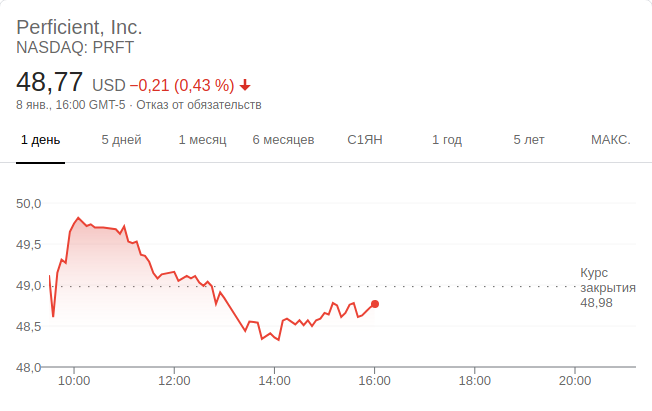 Perficient, Inc.
NASDAQ: PRFT
48,77 USD −0,21 (0,43 %)
8 янв., 16:00 GMT-5 · Отказ от обязательств
1 день 5 дней 1 месяц 6 месяцев С1ЯН 1 год 5 лет МАКС.
50,0
49,5
49,0
48,5
48,0
Курс
закрытия
48,98
10:00 12:00 14:00 16:00 18:00 20:00